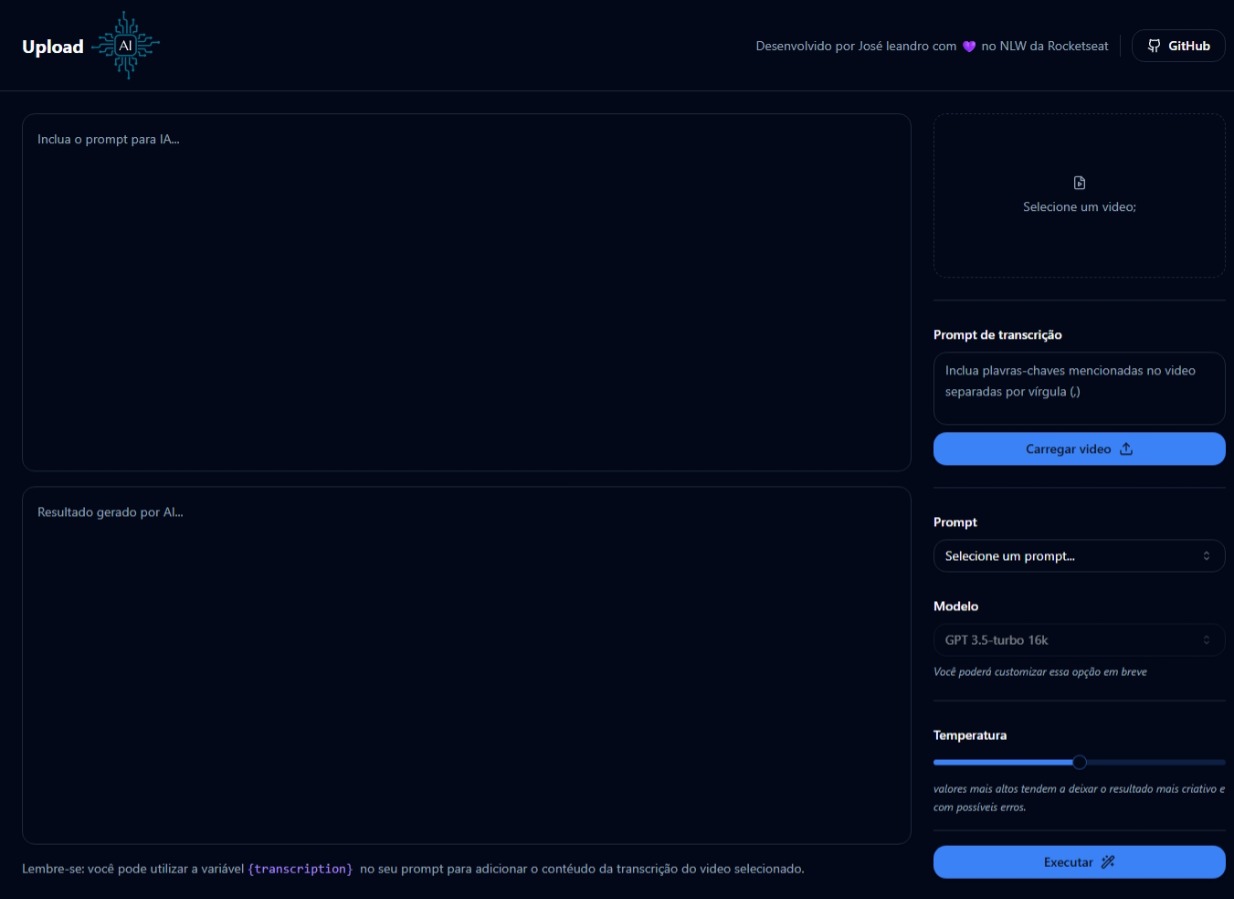 Upload
AI
Desenvolvido por José leandro com 💜 no NLW da Rocketseat
GitHub
Inclua o prompt para IA...
Resultado gerado por AI...
Lembre-se: você pode utilizar a variável {transcription} no seu prompt para adicionar o contéudo da transcrição do video selecionado.
Selecione um video;
Prompt de transcrição
Inclua plavras-chaves mencionadas no video
separadas por vírgula (,)
Carregar video
Prompt
Selecione um prompt...
Modelo
GPT 3.5-turbo 16k
Você poderá customizar essa opção em breve
Temperatura
valores mais altos tendem a deixar o resultado mais criativo e
com possíveis erros.
Executar